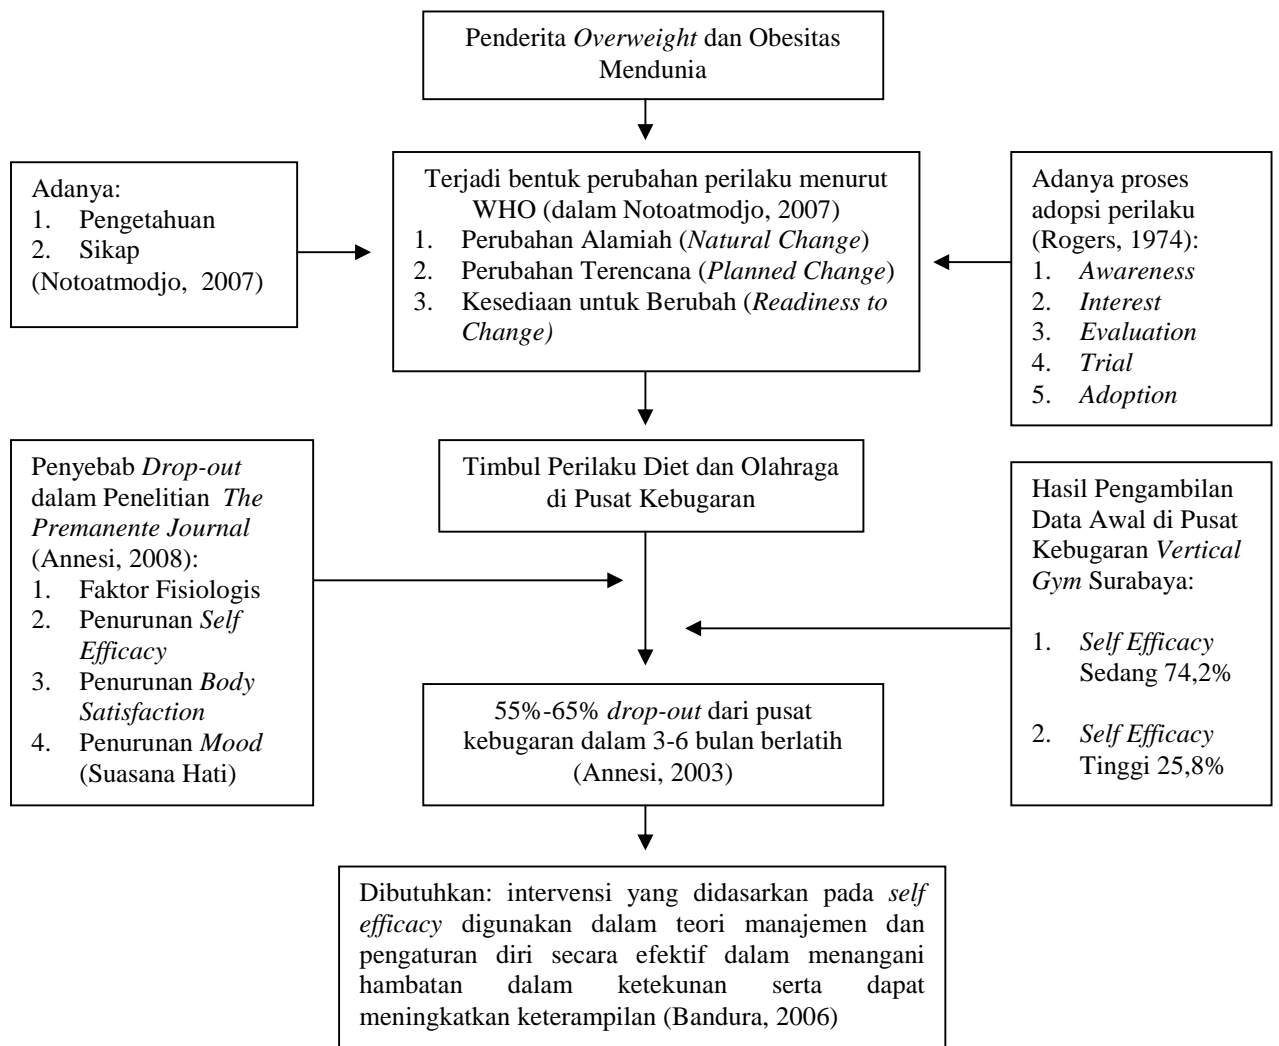 Penderita Overweight dan Obesitas
Mendunia
Adanya:
1. Pengetahuan
2. Sikap
(Notoatmodjo, 2007)
Terjadi bentuk perubahan perilaku menurut
WHO (dalam Notoatmodjo, 2007)
1. Perubahan Alamiah (Natural Change)
2. Perubahan Terencana (Planned Change)
3. Kesediaan untuk Berubah (Readiness to
Change)
Adanya proses
adopsi perilaku
(Rogers, 1974):
1. Awareness
2. Interest
3. Evaluation
4. Trial
5. Adoption
Penyebab Drop-out
dalam Penelitian The
Premanente Journal
(Annesi, 2008):
1. Faktor Fisiologis
2. Penurunan Self
Efficacy
3. Penurunan Body
Satisfaction
4. Penurunan Mood
(Suasana Hati)
Timbul Perilaku Diet dan Olahraga
di Pusat Kebugaran
Hasil Pengambilan
Data Awal di Pusat
Kebugaran Vertical
Gym Surabaya:
1. Self Efficacy
Sedang 74,2%
2. Self Efficacy
Tinggi 25,8%
55%-65% drop-out dari pusat
kebugaran dalam 3-6 bulan berlatih
(Annesi, 2003)
Dibutuhkan: intervensi yang didasarkan pada self
efficacy digunakan dalam teori manajemen dan
pengaturan diri secara efektif dalam menangani
hambatan dalam ketekunan serta dapat
meningkatkan keterampilan (Bandura, 2006)